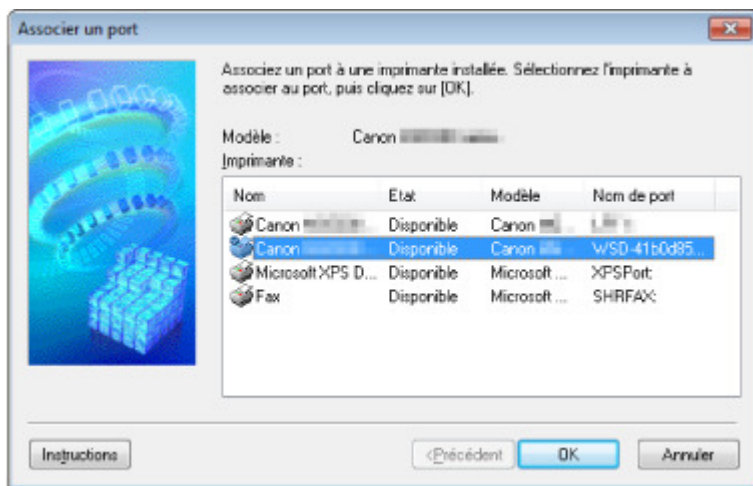 Associer un port
Associez un port à une imprimante installée. Sélectionnez l'imprimante à
associer au port, puis cliquez sur [OK].
Modèle : Canon
Imprimante :
Nom Etat Modèle Nom de port
Canon Disponible Canon
Canon Disponible Canon WSD-41b0d85...
Microsoft XPS D... Disponible Microsoft ... XPSPort:
Fax Disponible Microsoft ... SHRFAX:
Instructions <Précédent OK Annuler